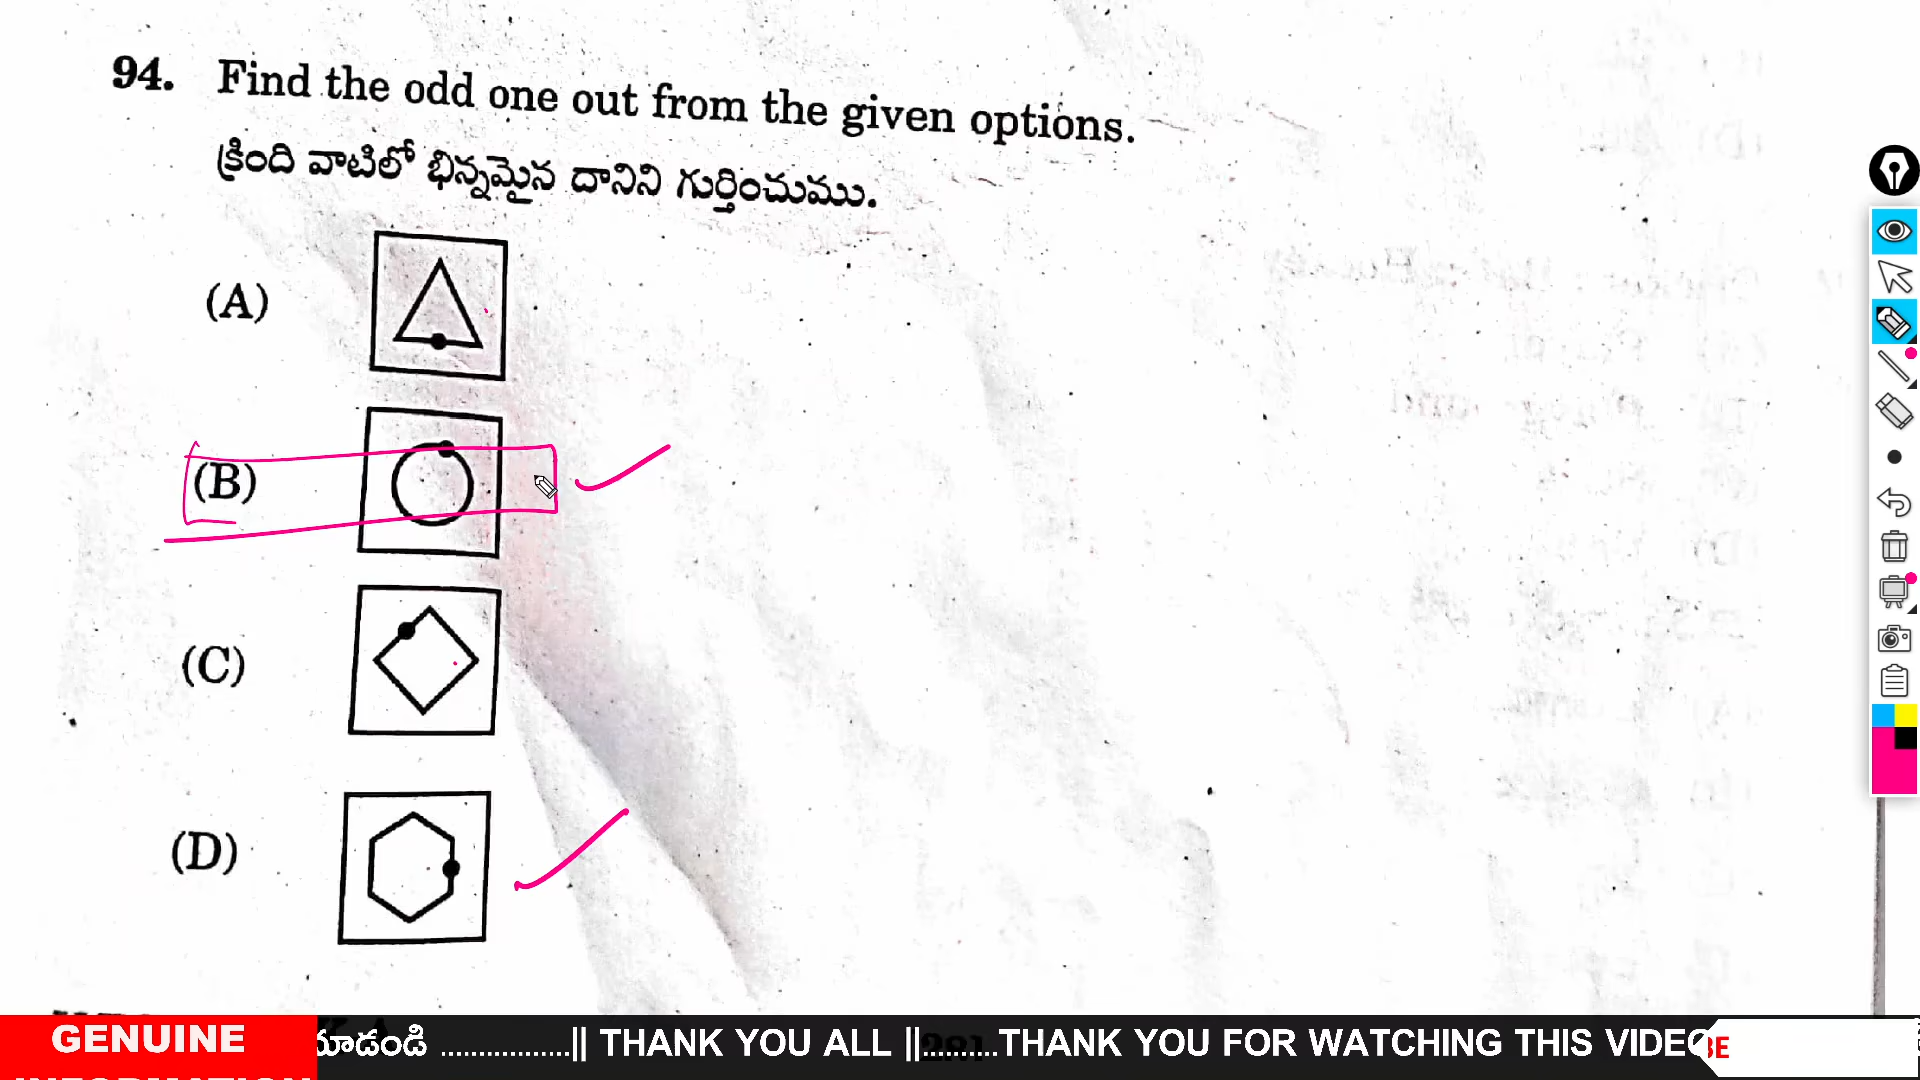 94. Find the odd one out from the given options.
క్రింది వాటిలో భిన్నమైన దానిని గుర్తించుము.
(A)
(B)
(C)
(D)
GENUINE
మాడండి .................|| THANK YOU ALL ||..........THANK YOU FOR WATCHING THIS VIDEO